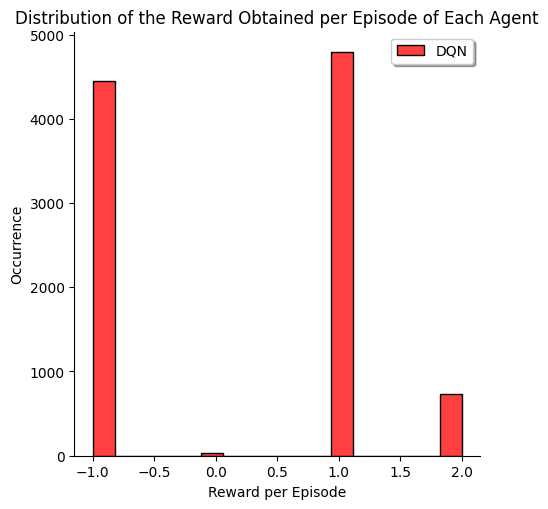 Distribution of the Reward Obtained per Episode of Each Agent
DQN
5000
4000
3000
2000
1000
0
Occurrence
−1.0 −0.5 0.0 0.5 1.0 1.5 2.0
Reward per Episode